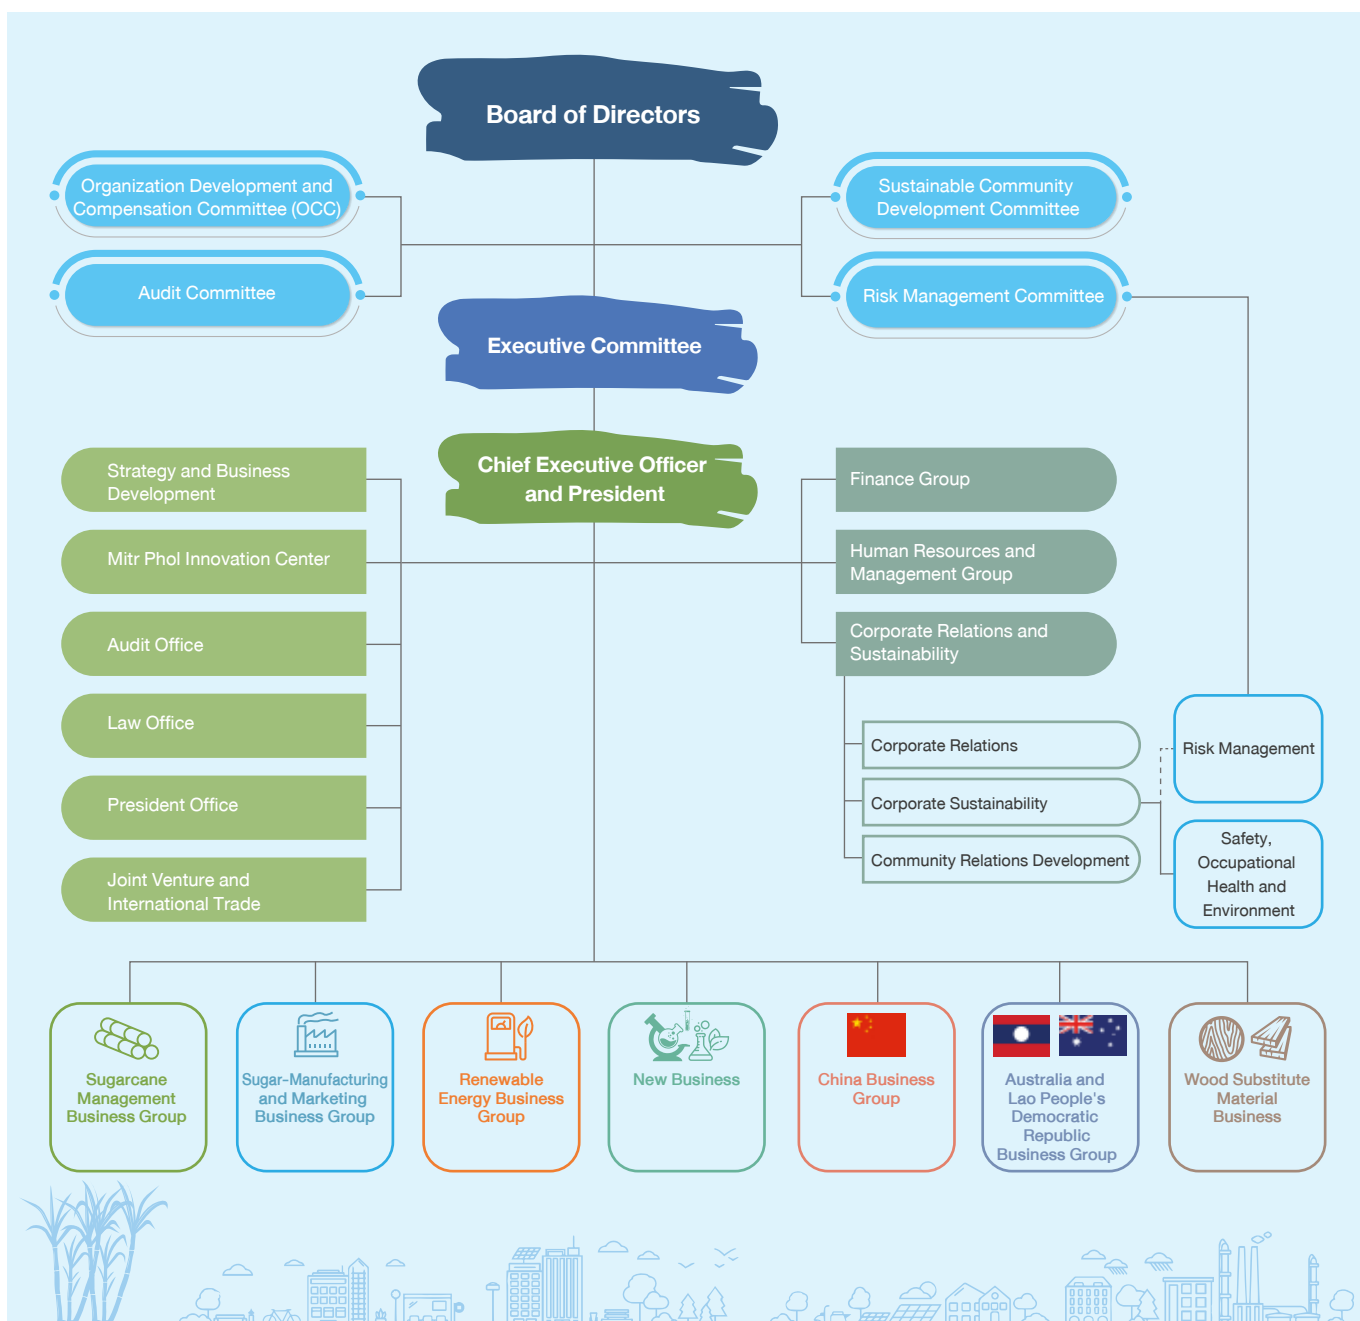 Board of Directors
Organization Development and
Compensation Committee (OCC)
Sustainable Community
Development Committee
Audit Committee
Risk Management Committee
Executive Committee
Chief Executive Officer
and President
Strategy and Business
Development
Mitr Phol Innovation Center
Audit Office
Law Office
President Office
Joint Venture and
International Trade
Finance Group
Human Resources and
Management Group
Corporate Relations and
Sustainability
Corporate Relations
Corporate Sustainability
Community Relations Development
Risk Management
Safety,
Occupational
Health and
Environment
Sugarcane
Management
Business Group
Sugar-Manufacturing
and Marketing
Business Group
Renewable
Energy Business
Group
New Business
China Business
Group
Australia and
Lao People's
Democratic
Republic
Business Group
Wood Substitute
Material
Business